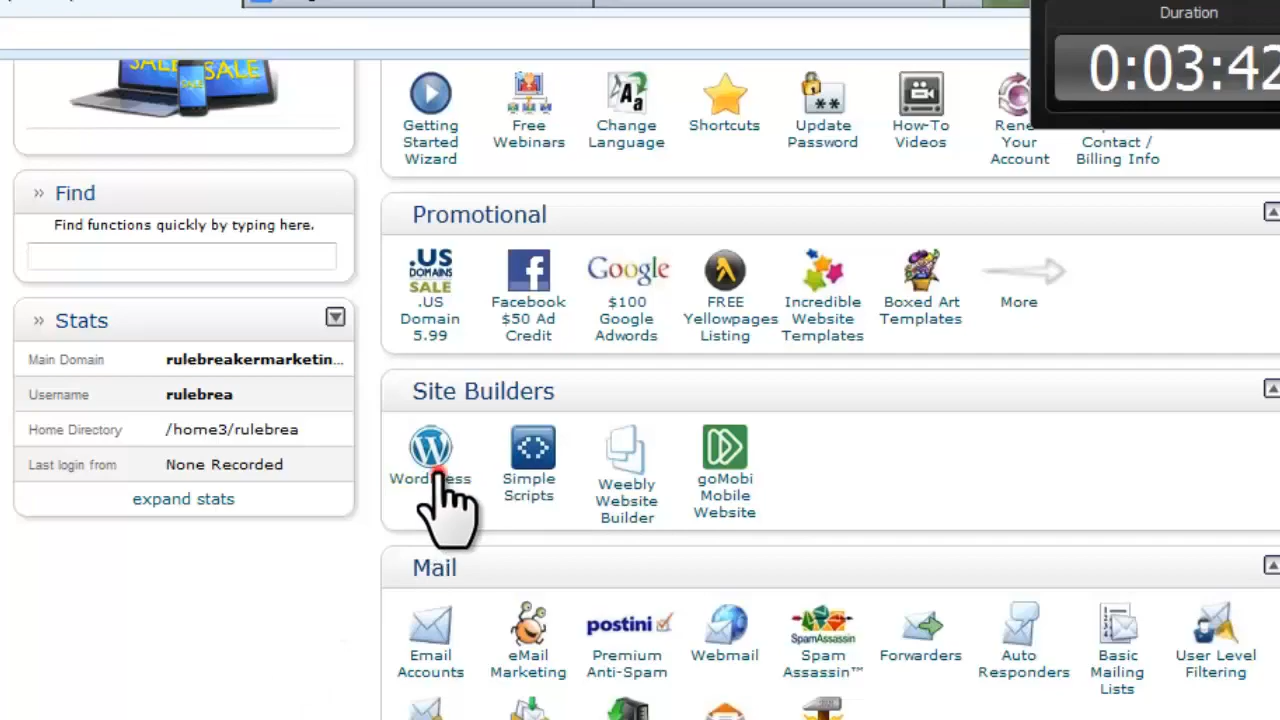 Duration
0:03:42
SALE
SALE
SALE
Getting
Started
Wizard
Free
Webinars
Change
Language
Shortcuts
Update
Password
How-To
Videos
Your
Account
Contact /
Billing Info
Find
Find functions quickly by typing here.
Promotional
.US
DOMAINS
SALE
.US
Domain
5.99
Facebook
$50 Ad
Credit
Google
$100
Google
Adwords
FREE
Yellowpages
Listing
Incredible
Website
Templates
Boxed Art
Templates
More
Stats
Main Domain rulebreakermarketin...
Username rulebrea
Home Directory /home3/rulebrea
Last login from None Recorded
expand stats
Site Builders
WordPress
Simple
Scripts
Weebly
Website
Builder
goMobi
Mobile
Website
Mail
Email
Accounts
eMail
Marketing
postini
Premium
Anti-Spam
Webmail
SPAMASSASSIN
Spam
Assassin™
Forwarders
Auto
Responders
Basic
Mailing
Lists
User Level
Filtering